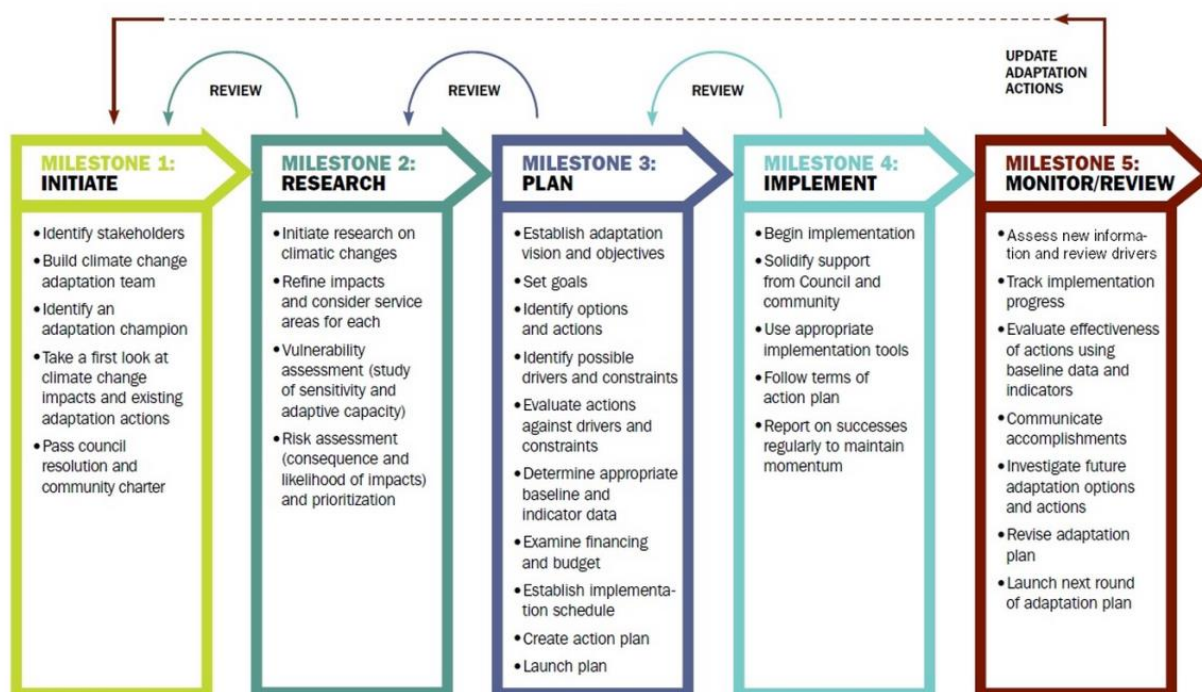 UPDATE
ADAPTATION
ACTIONS
REVIEW
REVIEW
REVIEW
MILESTONE 1:
INITIATE
• Identify stakeholders
• Build climate change
adaptation team
• Identify an
adaptation champion
• Take a first look at
climate change
impacts and existing
adaptation actions
• Pass council
resolution and
community charter
MILESTONE 2:
RESEARCH
• Initiate research on
climatic changes
• Refine impacts
and consider service
areas for each
• Vulnerability
assessment (study
of sensitivity and
adaptive capacity)
• Risk assessment
(consequence and
likelihood of impacts)
and prioritization
MILESTONE 3:
PLAN
• Establish adaptation
vision and objectives
• Set goals
• Identify options
and actions
• Identify possible
drivers and constraints
• Evaluate actions
against drivers and
constraints
• Determine appropriate
baseline and
indicator data
• Examine financing
and budget
• Establish implementa-
tion schedule
• Create action plan
• Launch plan
MILESTONE 4:
IMPLEMENT
• Begin implementation
• Solidify support
from Council and
community
• Use appropriate
implementation tools
• Follow terms of
action plan
• Report on successes
regularly to maintain
momentum
MILESTONE 5:
MONITOR/REVIEW
• Assess new informa-
tion and review drivers
• Track implementation
progress
• Evaluate effectiveness
of actions using
baseline data and
indicators
• Communicate
accomplishments
• Investigate future
adaptation options
and actions
• Revise adaptation
plan
• Launch next round
of adaptation plan